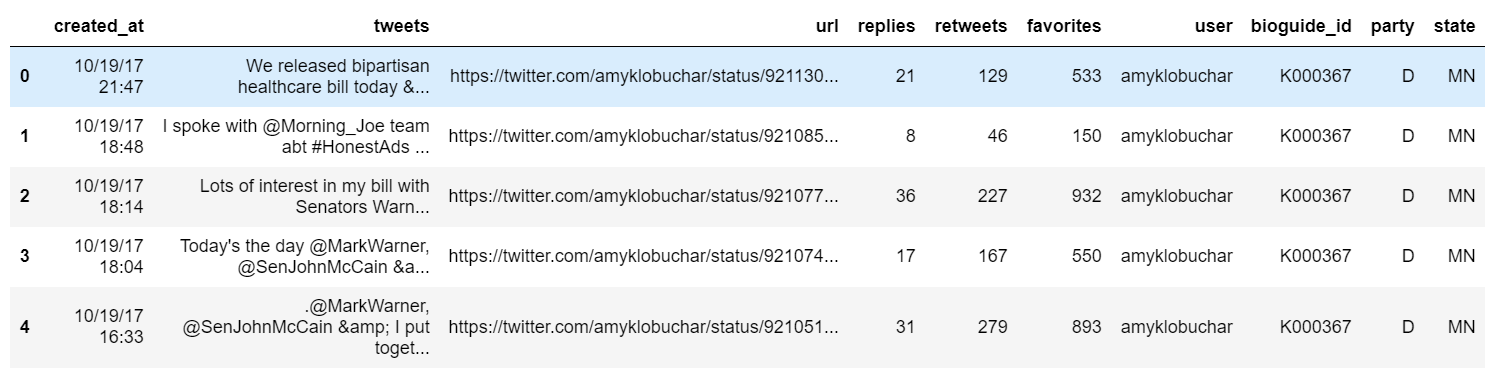 created_at tweets url replies retweets favorites user bioguide_id party state
0 10/19/17 21:47 We released bipartisan healthcare bill today &... https://twitter.com/amyklobuchar/status/921130... 21 129 533 amyklobuchar K000367 D MN
1 10/19/17 18:48 I spoke with @Morning_Joe team abt #HonestAds ... https://twitter.com/amyklobuchar/status/921085... 8 46 150 amyklobuchar K000367 D MN
2 10/19/17 18:14 Lots of interest in my bill with Senators Warn... https://twitter.com/amyklobuchar/status/921077... 36 227 932 amyklobuchar K000367 D MN
3 10/19/17 18:04 Today's the day @MarkWarner, @SenJohnMcCain &a... https://twitter.com/amyklobuchar/status/921074... 17 167 550 amyklobuchar K000367 D MN
4 10/19/17 16:33 .@MarkWarner, @SenJohnMcCain &amp; I put toget... https://twitter.com/amyklobuchar/status/921051... 31 279 893 amyklobuchar K000367 D MN